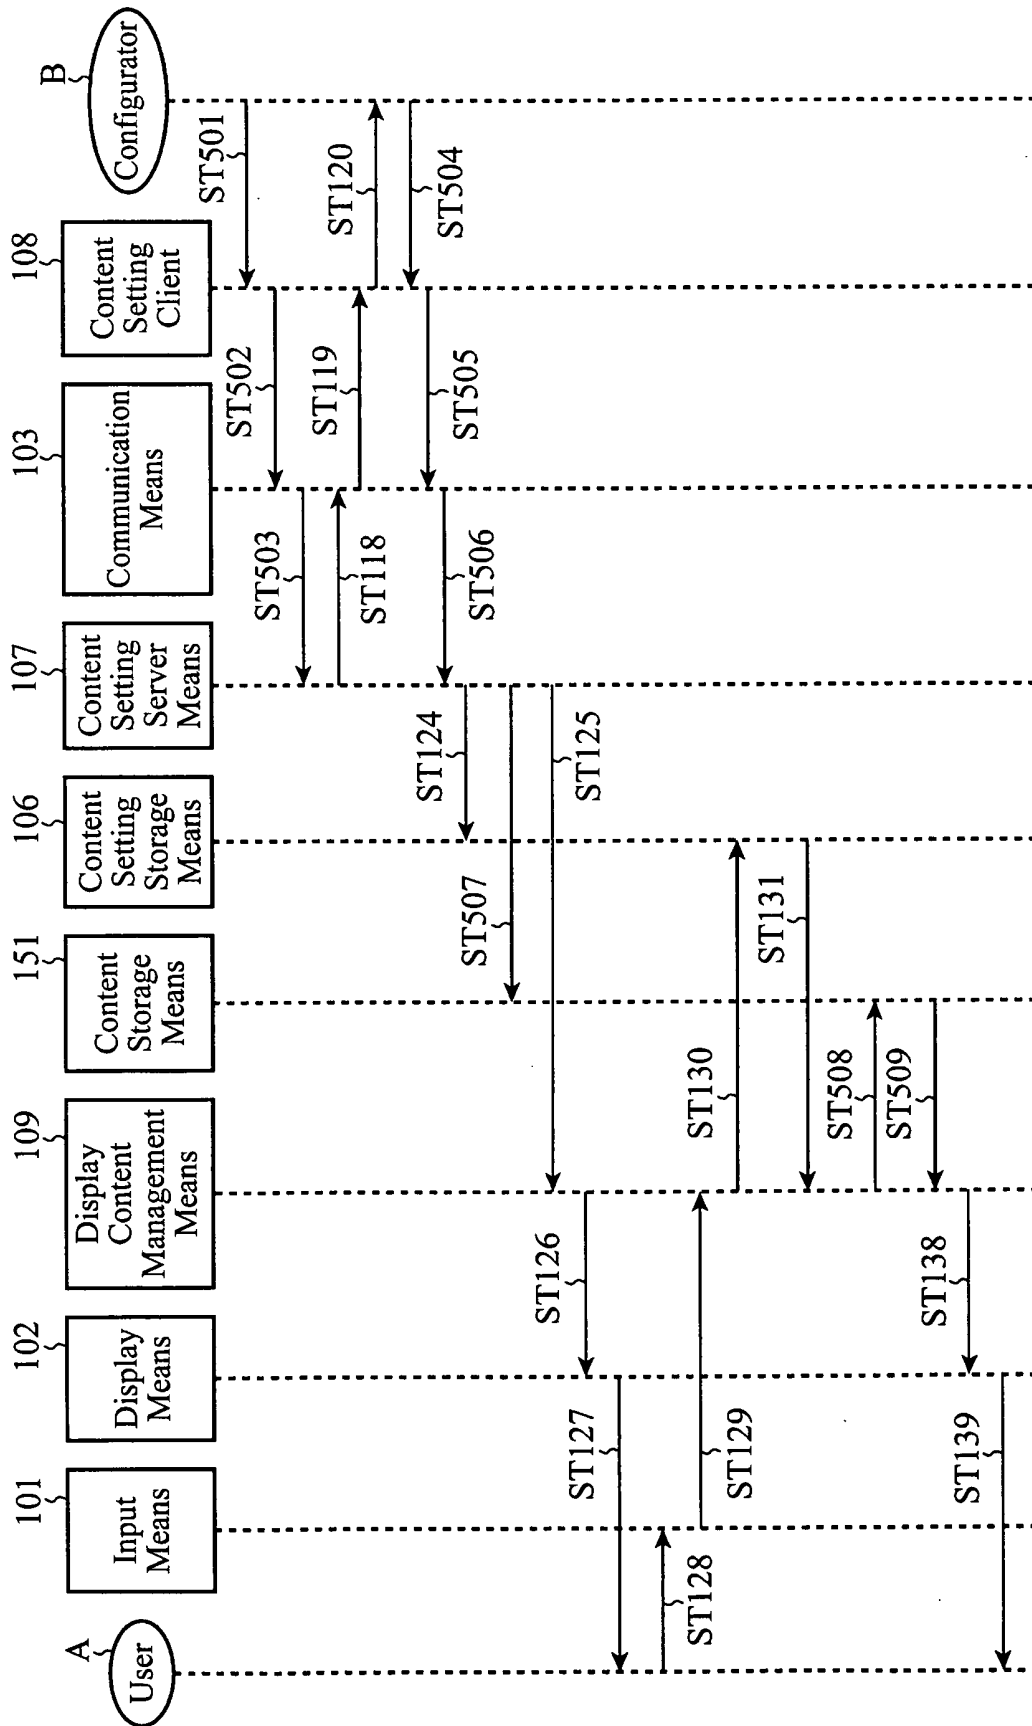 A
User
101
Input
Means
102
Display
Means
109
Display
Content
Management
Means
151
Content
Storage
Means
106
Content
Setting
Storage
Means
107
Content
Setting
Server
Means
103
Communication
Means
108
Content
Setting
Client
B
Configurator
ST501
ST502
ST503
ST118
ST119
ST120
ST504
ST505
ST506
ST124
ST507
ST125
ST126
ST127
ST128
ST129
ST130
ST131
ST508
ST509
ST138
ST139